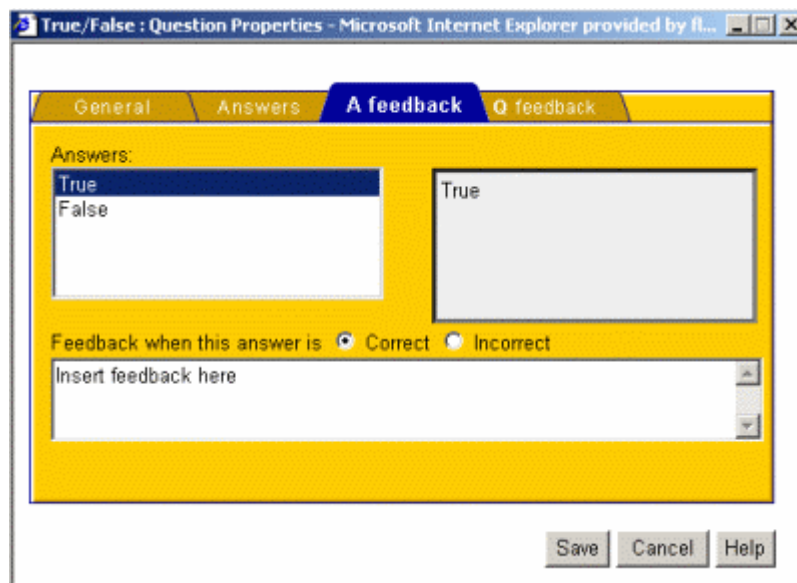 True/False : Question Properties - Microsoft Internet Explorer provided by fl...
General Answers A feedback Q feedback
Answers:
True
False
True
Feedback when this answer is Correct Incorrect
Insert feedback here
Save Cancel Help